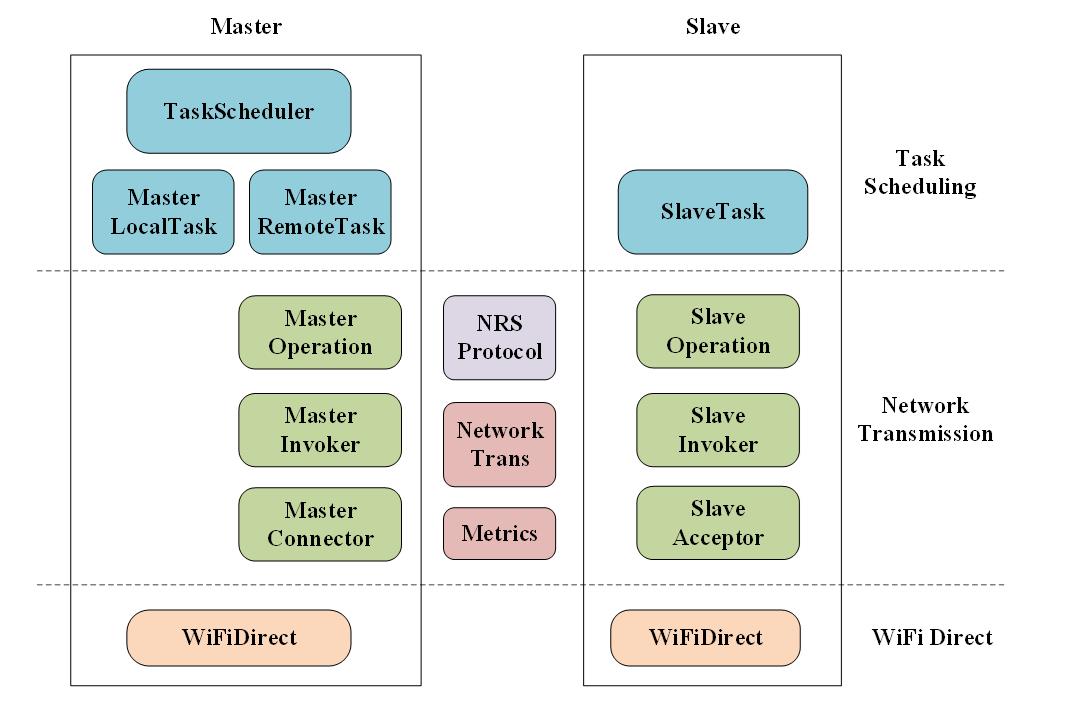 Master
Slave
TaskScheduler
Master
LocalTask
Master
RemoteTask
SlaveTask
Task
Scheduling
Master
Operation
NRS
Protocol
Slave
Operation
Master
Invoker
Network
Trans
Slave
Invoker
Network
Transmission
Master
Connector
Metrics
Slave
Acceptor
WiFiDirect
WiFiDirect
WiFi Direct